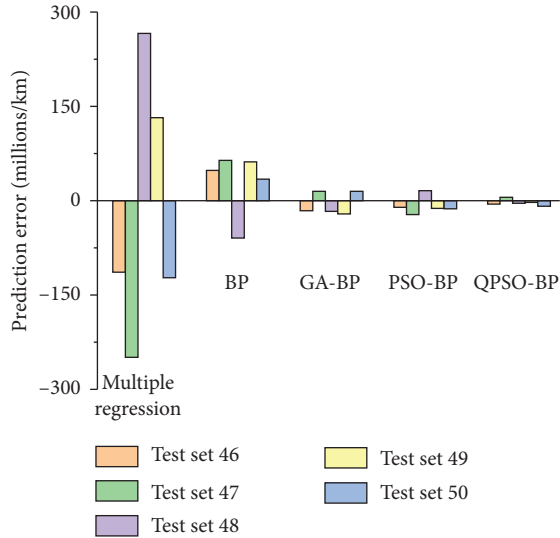 300
150
0
−150
−300
Prediction error (millions/km)
Multiple
regression
BP
GA-BP
PSO-BP
QPSO-BP
Test set 46
Test set 47
Test set 48
Test set 49
Test set 50